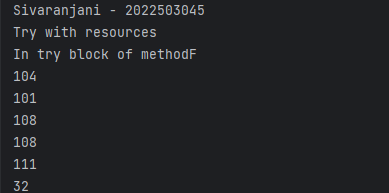 Sivaranjani - 2022503045
Try with resources
In try block of methodF
104
101
108
108
111
32